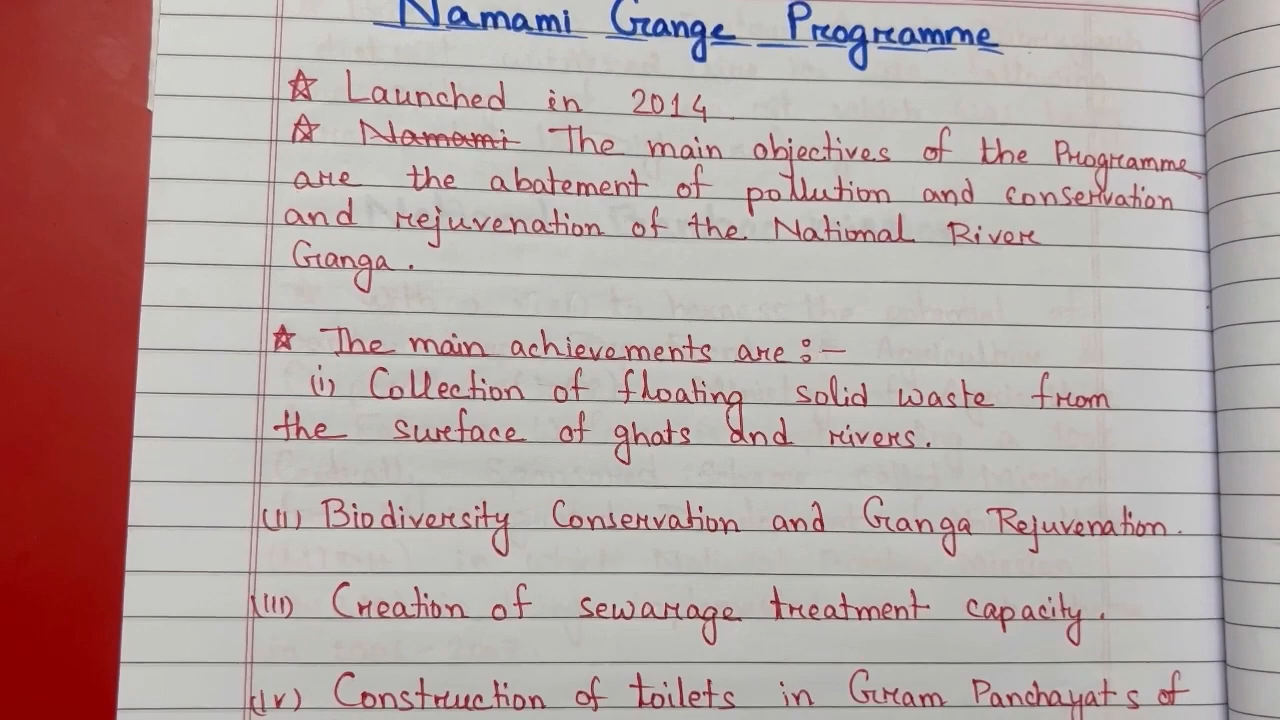 Namami Gange Programme
☆ Launched in 2014
☆ Namami The main objectives of the Programme
are the abatement of pollution and conservation
and rejuvenation of the National River
Ganga.
☆ The main achievements are :-
(i) Collection of floating solid waste from
the surface of ghats and rivers.
(ii) Biodiversity Conservation and Ganga Rejuvenation.
(iii) Creation of sewarage treatment capacity.
(iv) Construction of toilets in Gram Panchayats of